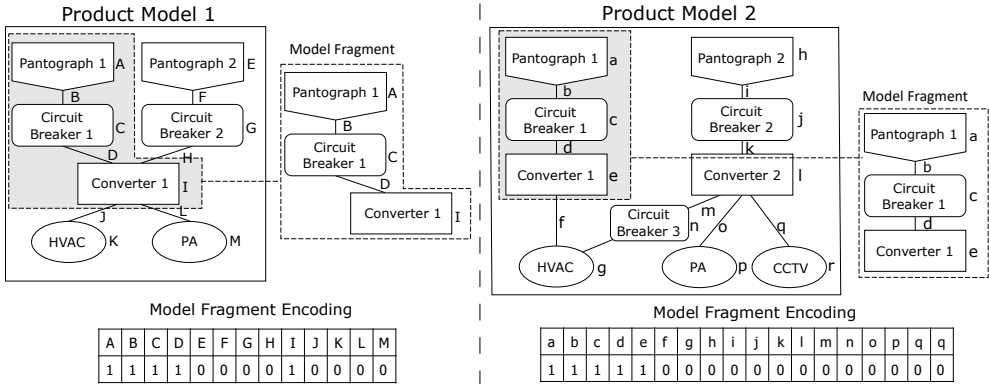 Product Model 1
Pantograph 1 A
Pantograph 2 E
B
F
Circuit
Breaker 1 C
Circuit
Breaker 2 G
D
H
Converter 1 I
J
L
HVAC K
PA M
Model Fragment
Pantograph 1 A
B
Circuit
Breaker 1 C
D
Converter 1 I
Model Fragment Encoding
A B C D E F G H I J K L M
1 1 1 1 0 0 0 0 1 0 0 0 0
Product Model 2
Pantograph 1 a
Pantograph 2 h
b
i
Circuit
Breaker 1 c
Circuit
Breaker 2 j
d
k
Converter 1 e
Converter 2 l
f
m
Circuit
Breaker 3 n
o
q
HVAC g
PA p
CCTV r
Model Fragment
Pantograph 1 a
b
Circuit
Breaker 1 c
d
Converter 1 e
Model Fragment Encoding
a b c d e f g h i j k l m n o p q q
1 1 1 1 1 0 0 0 0 0 0 0 0 0 0 0 0 0